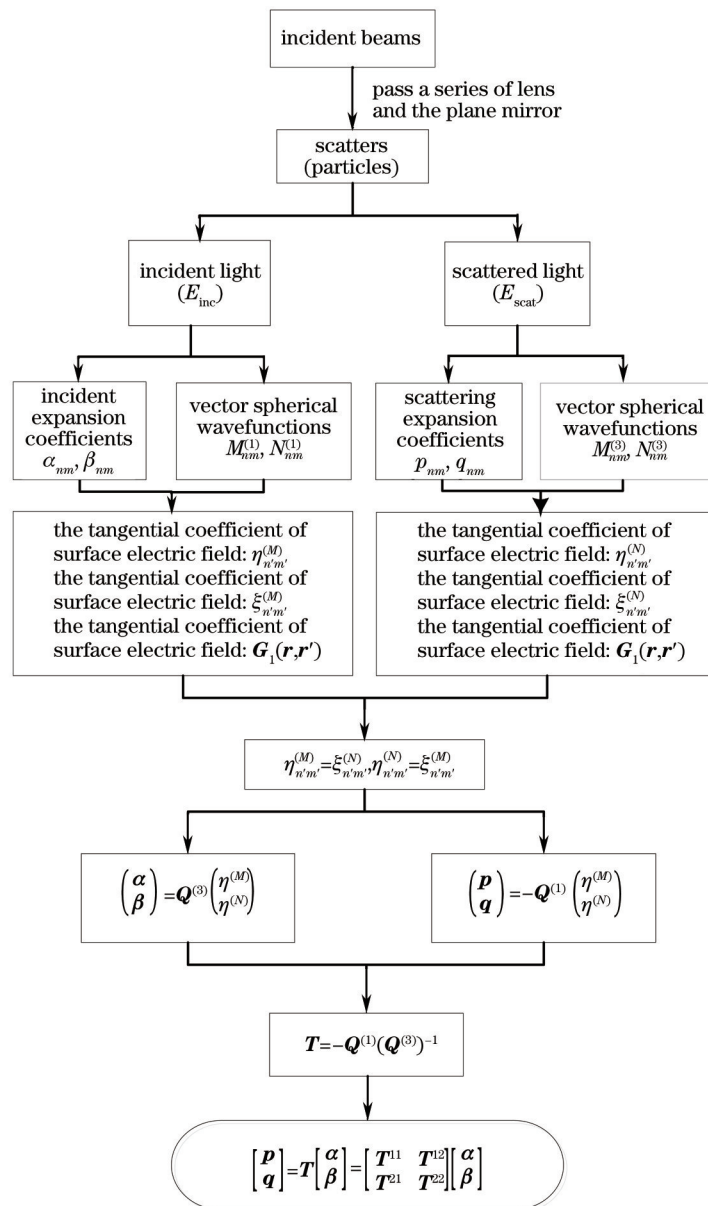 incident beams
pass a series of lens
and the plane mirror
scatters
(particles)
incident light
(E_inc)
scattered light
(E_scat)
incident
expansion
coefficients
α_nm, β_nm
vector spherical
wavefunctions
M_nm^(1), N_nm^(1)
scattering
expansion
coefficients
p_nm, q_nm
vector spherical
wavefunctions
M_nm^(3), N_nm^(3)
the tangential coefficient of
surface electric field: η_n'm'^(M)
the tangential coefficient of
surface electric field: ξ_n'm'^(M)
the tangential coefficient of
surface electric field: G_1(r,r')
the tangential coefficient of
surface electric field: η_n'm'^(N)
the tangential coefficient of
surface electric field: ξ_n'm'^(N)
the tangential coefficient of
surface electric field: G_1(r,r')
η_n'm'^(M)=ξ_n'm'^(N),η_n'm'^(N)=ξ_n'm'^(M)
(α β)=Q^(3)(η^(M) η^(N))
(p q)=-Q^(1)(η^(M) η^(N))
T=-Q^(1)(Q^(3))^-1
[p q]=T[α β]=[T^11 T^12 T^21 T^22][α β]